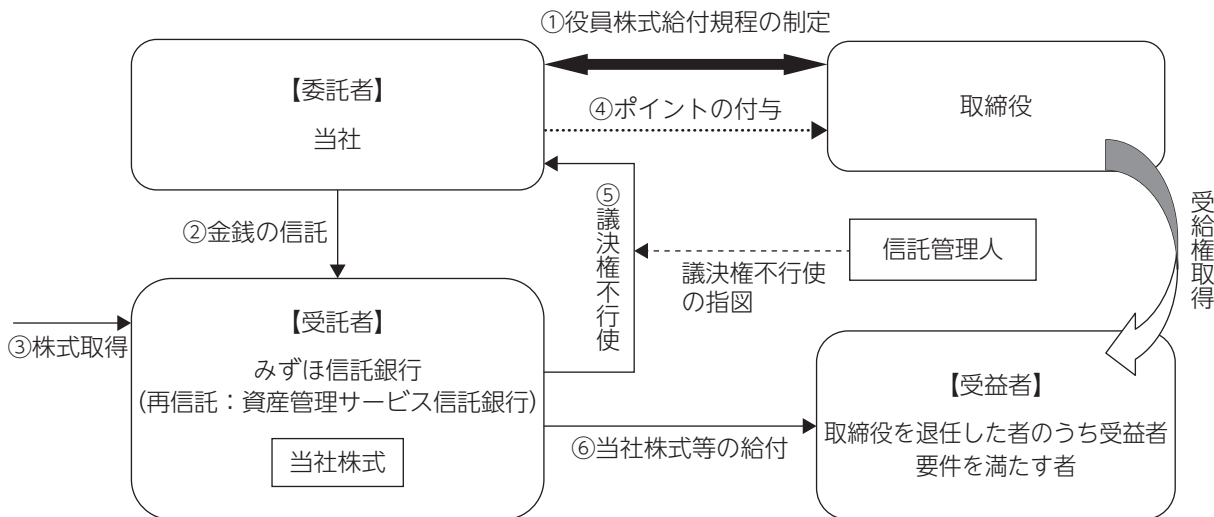 ①役員株式給付規程の制定
【委託者】
当社
④ポイントの付与
取締役
②金銭の信託
⑤議決権不行使
議決権不行使
の指図
信託管理人
受給権取得
③株式取得
【受託者】
みずほ信託銀行
(再信託：資産管理サービス信託銀行)
当社株式
⑥当社株式等の給付
【受益者】
取締役を退任した者のうち受益者
要件を満たす者